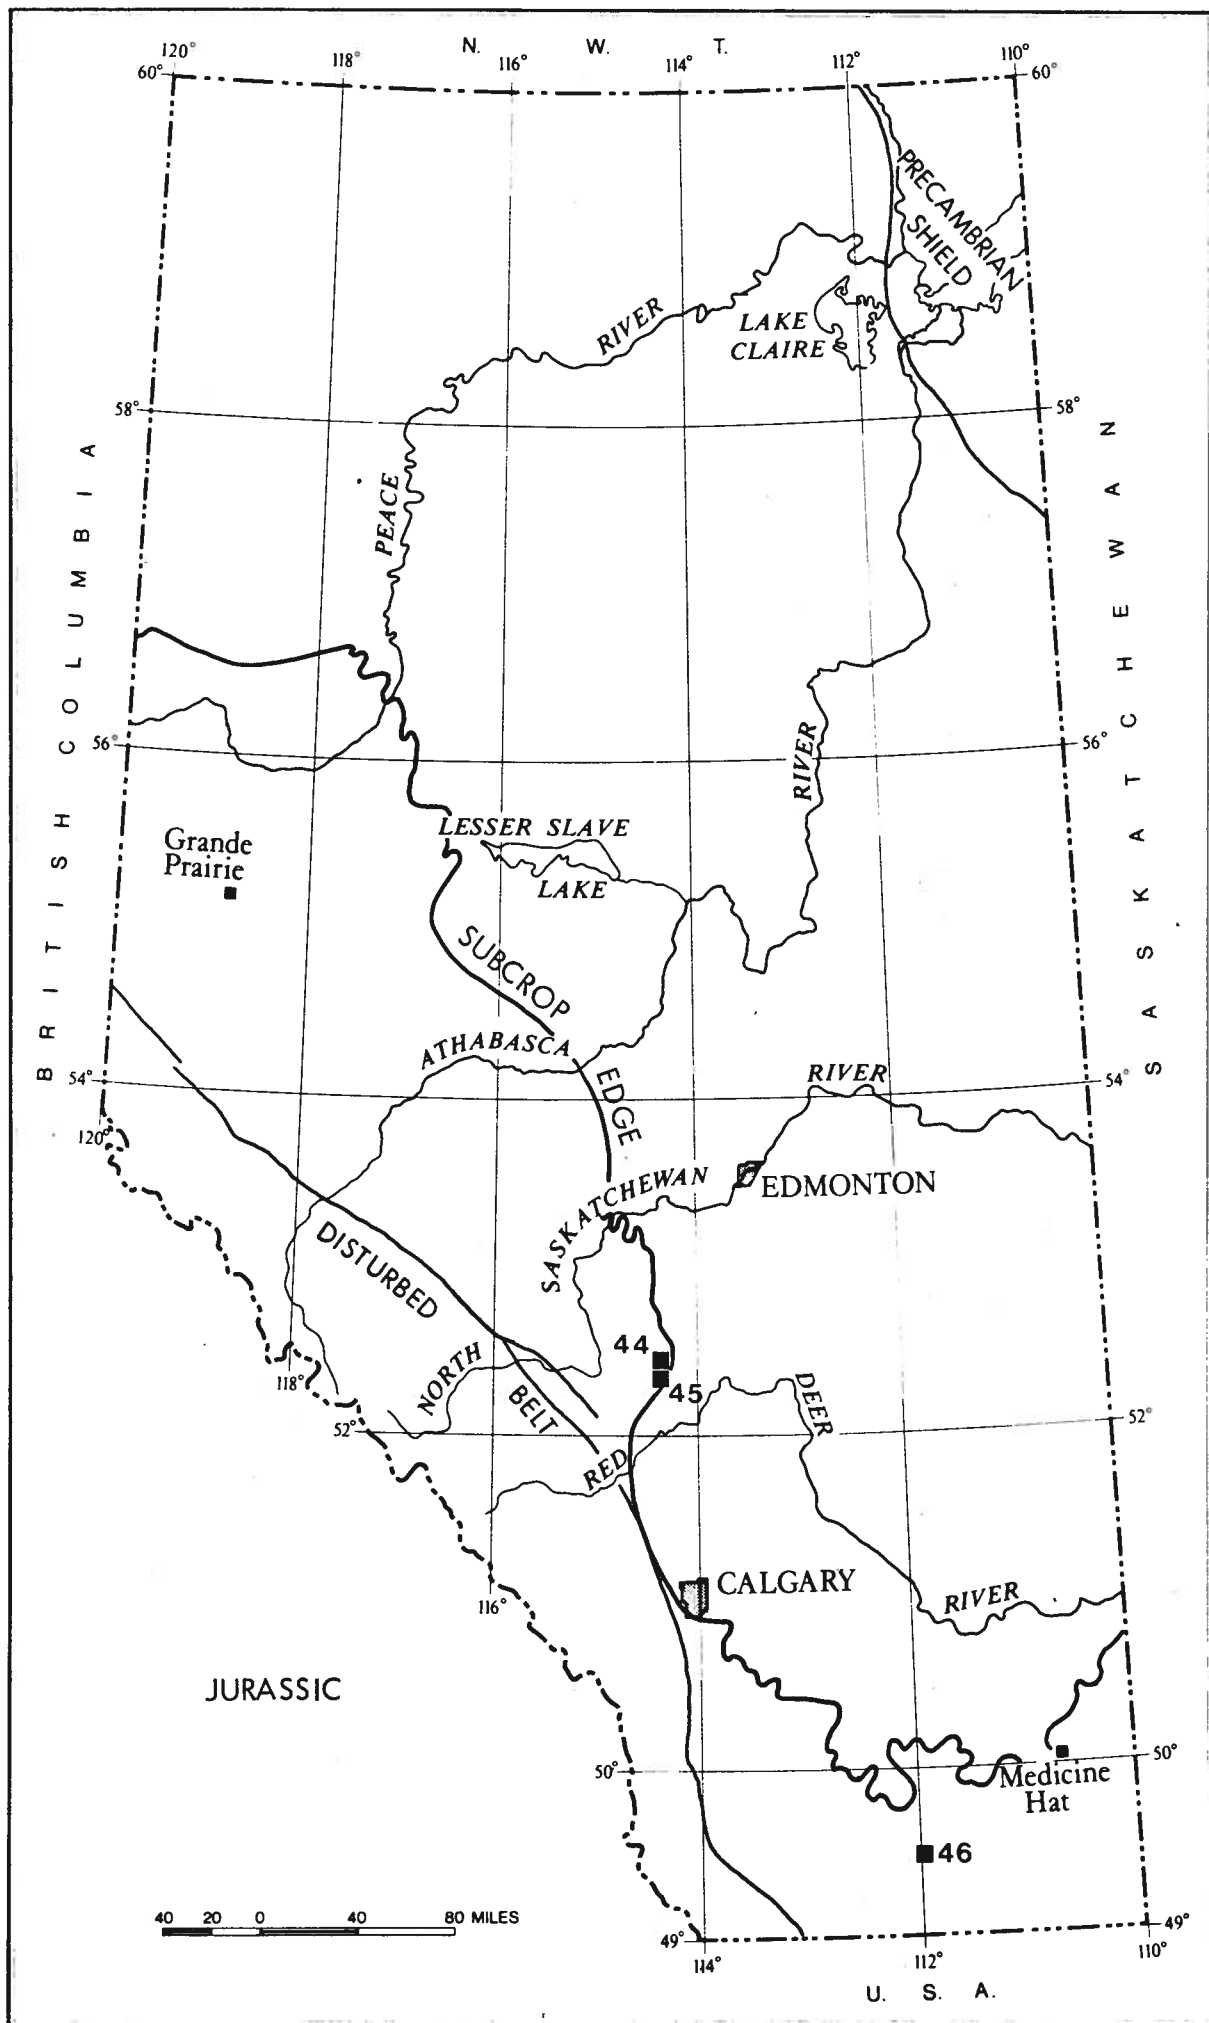 N. W. T.
120° 118° 116° 114° 112° 110°
60° 60°
PRECAMBRIAN
SHIELD
RIVER
LAKE
CLAIRE
58° 58°
BRITISH COLUMBIA
SASKATCHEWAN
PEACE
56° 56°
RIVER
LESSER SLAVE
LAKE
Grande
Prairie
SUBCROP
EDGE
ATHABASCA
54° 54°
RIVER
120°
EDMONTON
SASKATCHEWAN
DISTURBED
BELT
44
45
NORTH
118°
DEER
52° 52°
RED
CALGARY
RIVER
116°
JURASSIC
50° 50°
Medicine
Hat
46
40 20 0 40 80 MILES
49° 49°
114° 112° 110°
U. S. A.